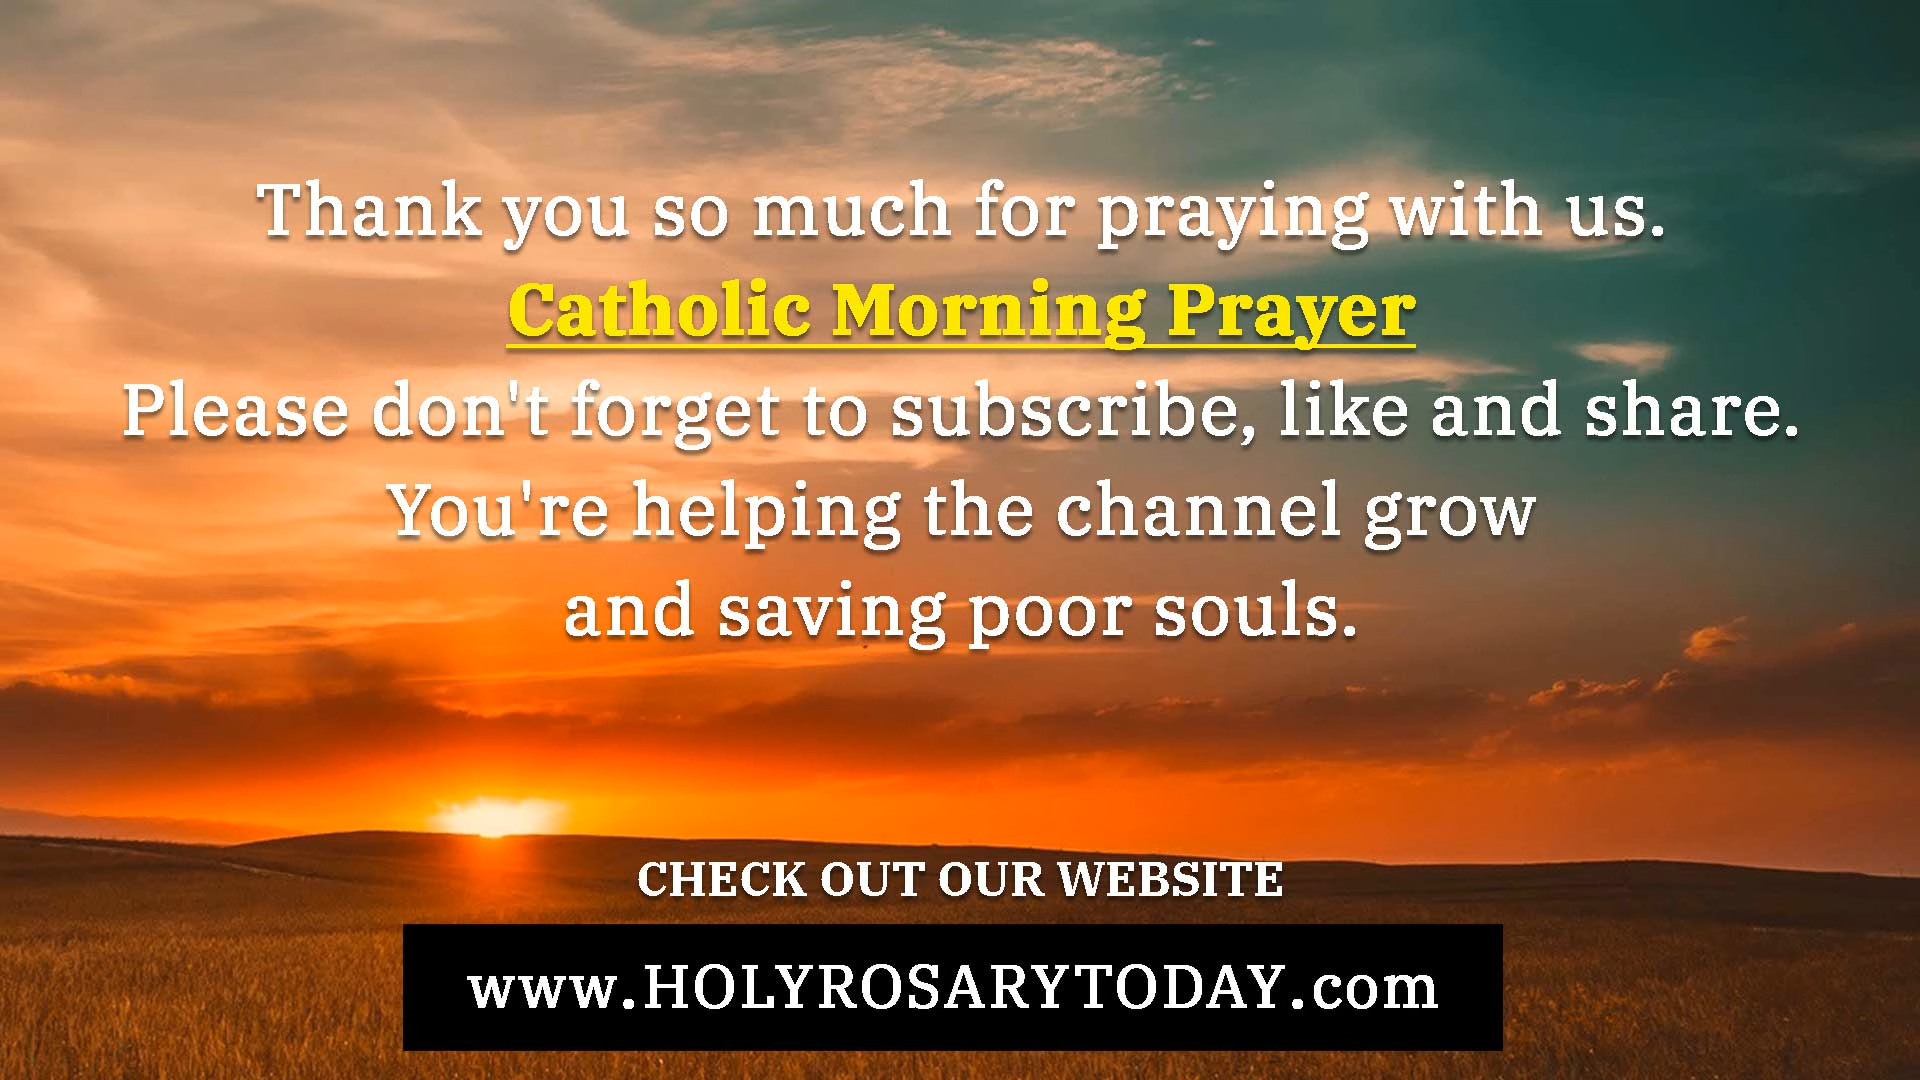 Thank you so much for praying with us.
Catholic Morning Prayer
Please don't forget to subscribe, like and share.
You're helping the channel grow
and saving poor souls.
CHECK OUT OUR WEBSITE
www.HOLYROSARYTODAY.com